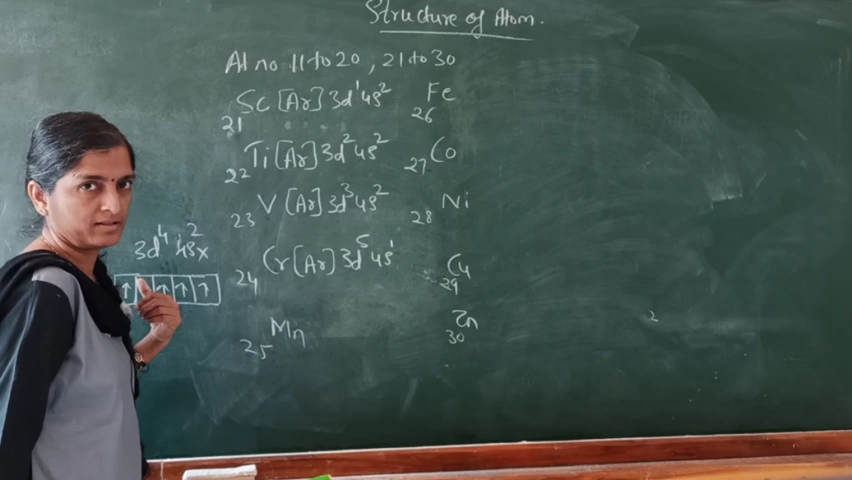 Structure of Atom.
At no 11 to 20, 21 to 30
21 Sc [Ar] 3d¹ 4s²
22 Ti [Ar] 3d² 4s²
23 V [Ar] 3d³ 4s²
24 Cr [Ar] 3d⁵ 4s¹
25 Mn
26 Fe
27 Co
28 Ni
29 Cu
30 Zn
3d⁴ 4s² x
↑ ↑ ↑ ↑